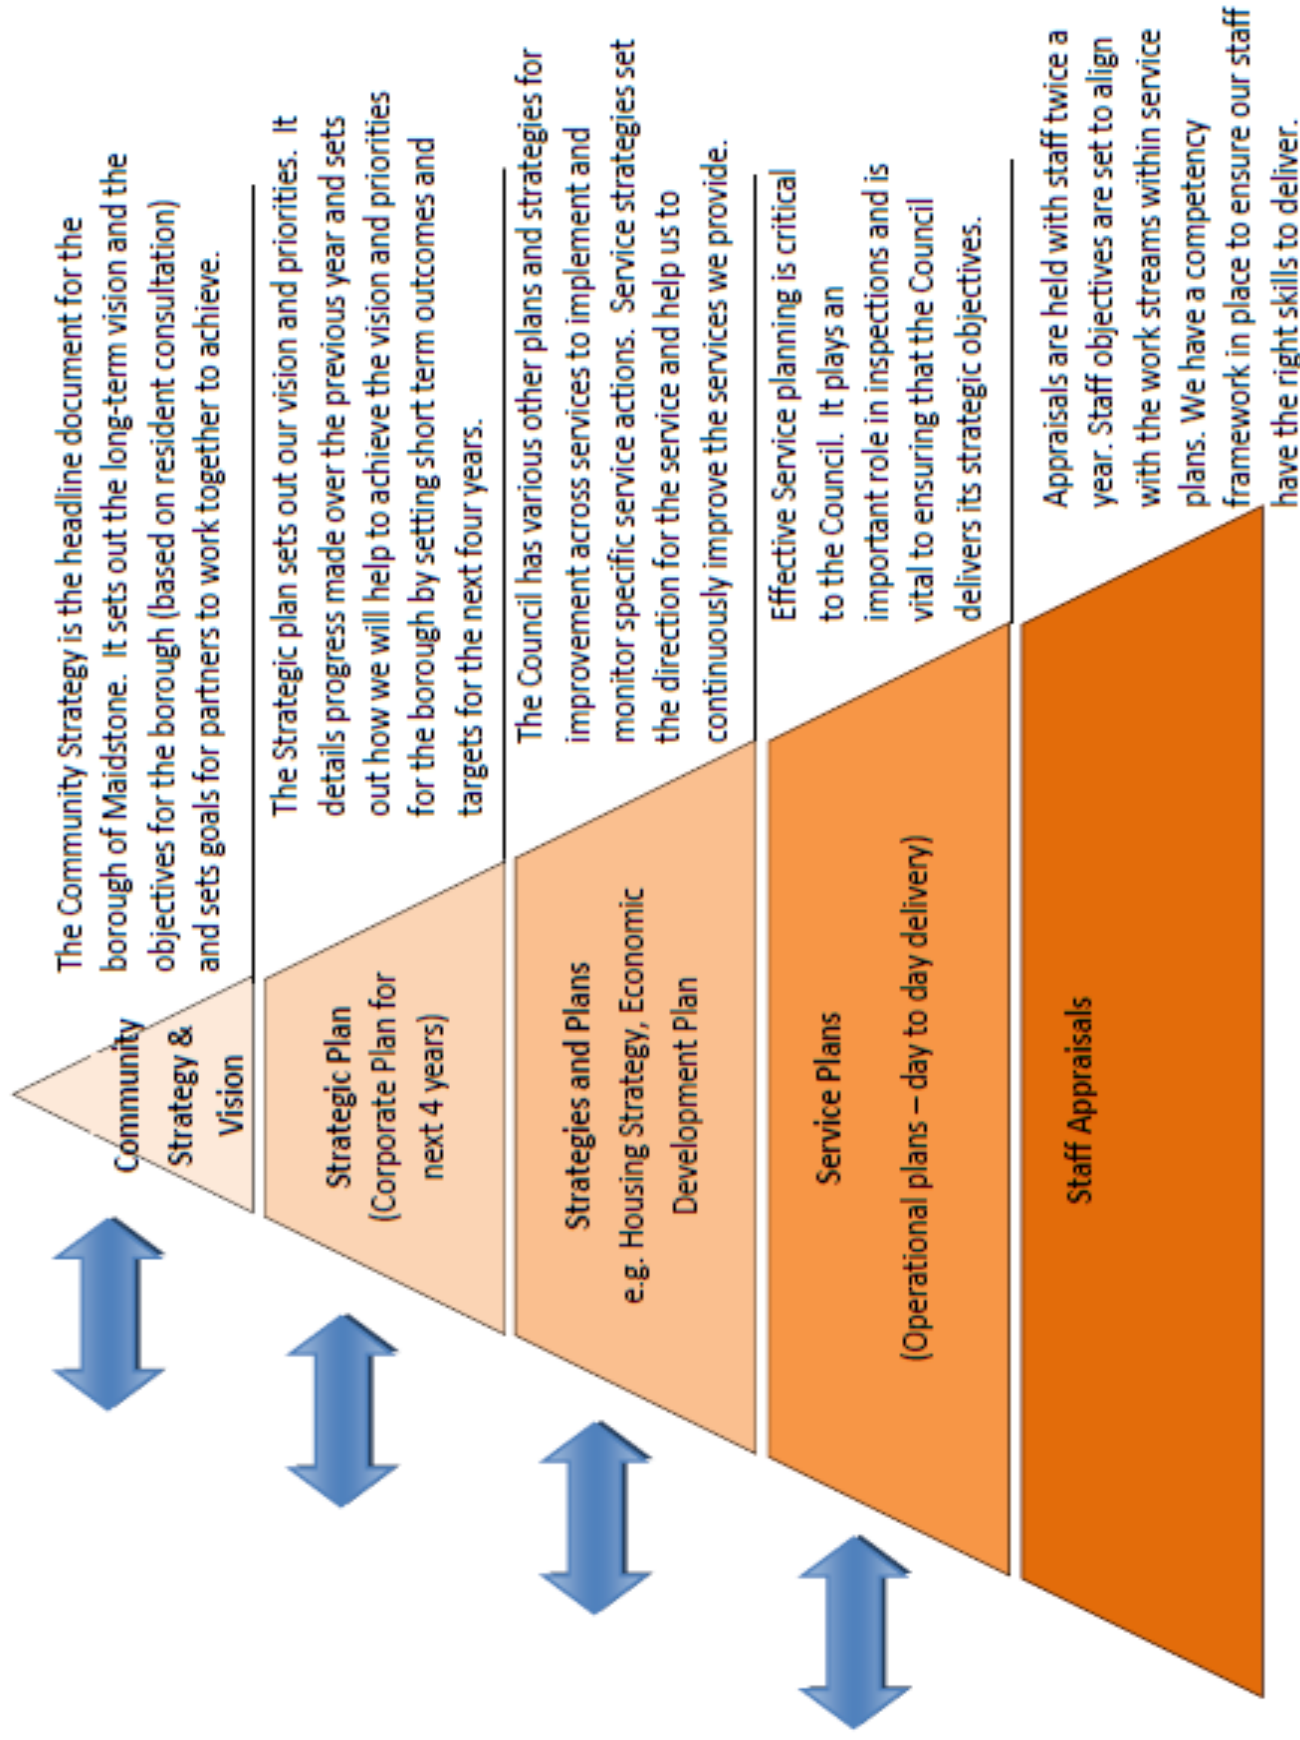 Community
Strategy &
Vision
The Community Strategy is the headline document for the
borough of Maidstone.  It sets out the long-term vision and the
objectives for the borough (based on resident consultation)
and sets goals for partners to work together to achieve.
Strategic Plan
(Corporate Plan for
next 4 years)
The Strategic plan sets out our vision and priorities.  It
details progress made over the previous year and sets
out how we will help to achieve the vision and priorities
for the borough by setting short term outcomes and
targets for the next four years.
Strategies and Plans
e.g. Housing Strategy, Economic
Development Plan
The Council has various other plans and strategies for
improvement across services to implement and
monitor specific service actions.  Service strategies set
the direction for the service and help us to
continuously improve the services we provide.
Service Plans
(Operational plans – day to day delivery)
Effective Service planning is critical
to the Council.  It plays an
important role in inspections and is
vital to ensuring that the Council
delivers its strategic objectives.
Staff Appraisals
Appraisals are held with staff twice a
year. Staff objectives are set to align
with the work streams within service
plans. We have a competency
framework in place to ensure our staff
have the right skills to deliver.